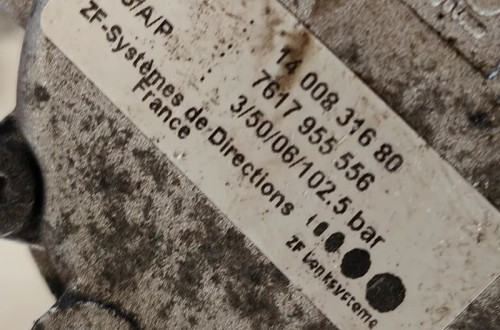 14 008 316 80
7617 955 556
3/50/06/102.5 bar
ZF-Systèmes de Directions
France
ZF Lenksysteme